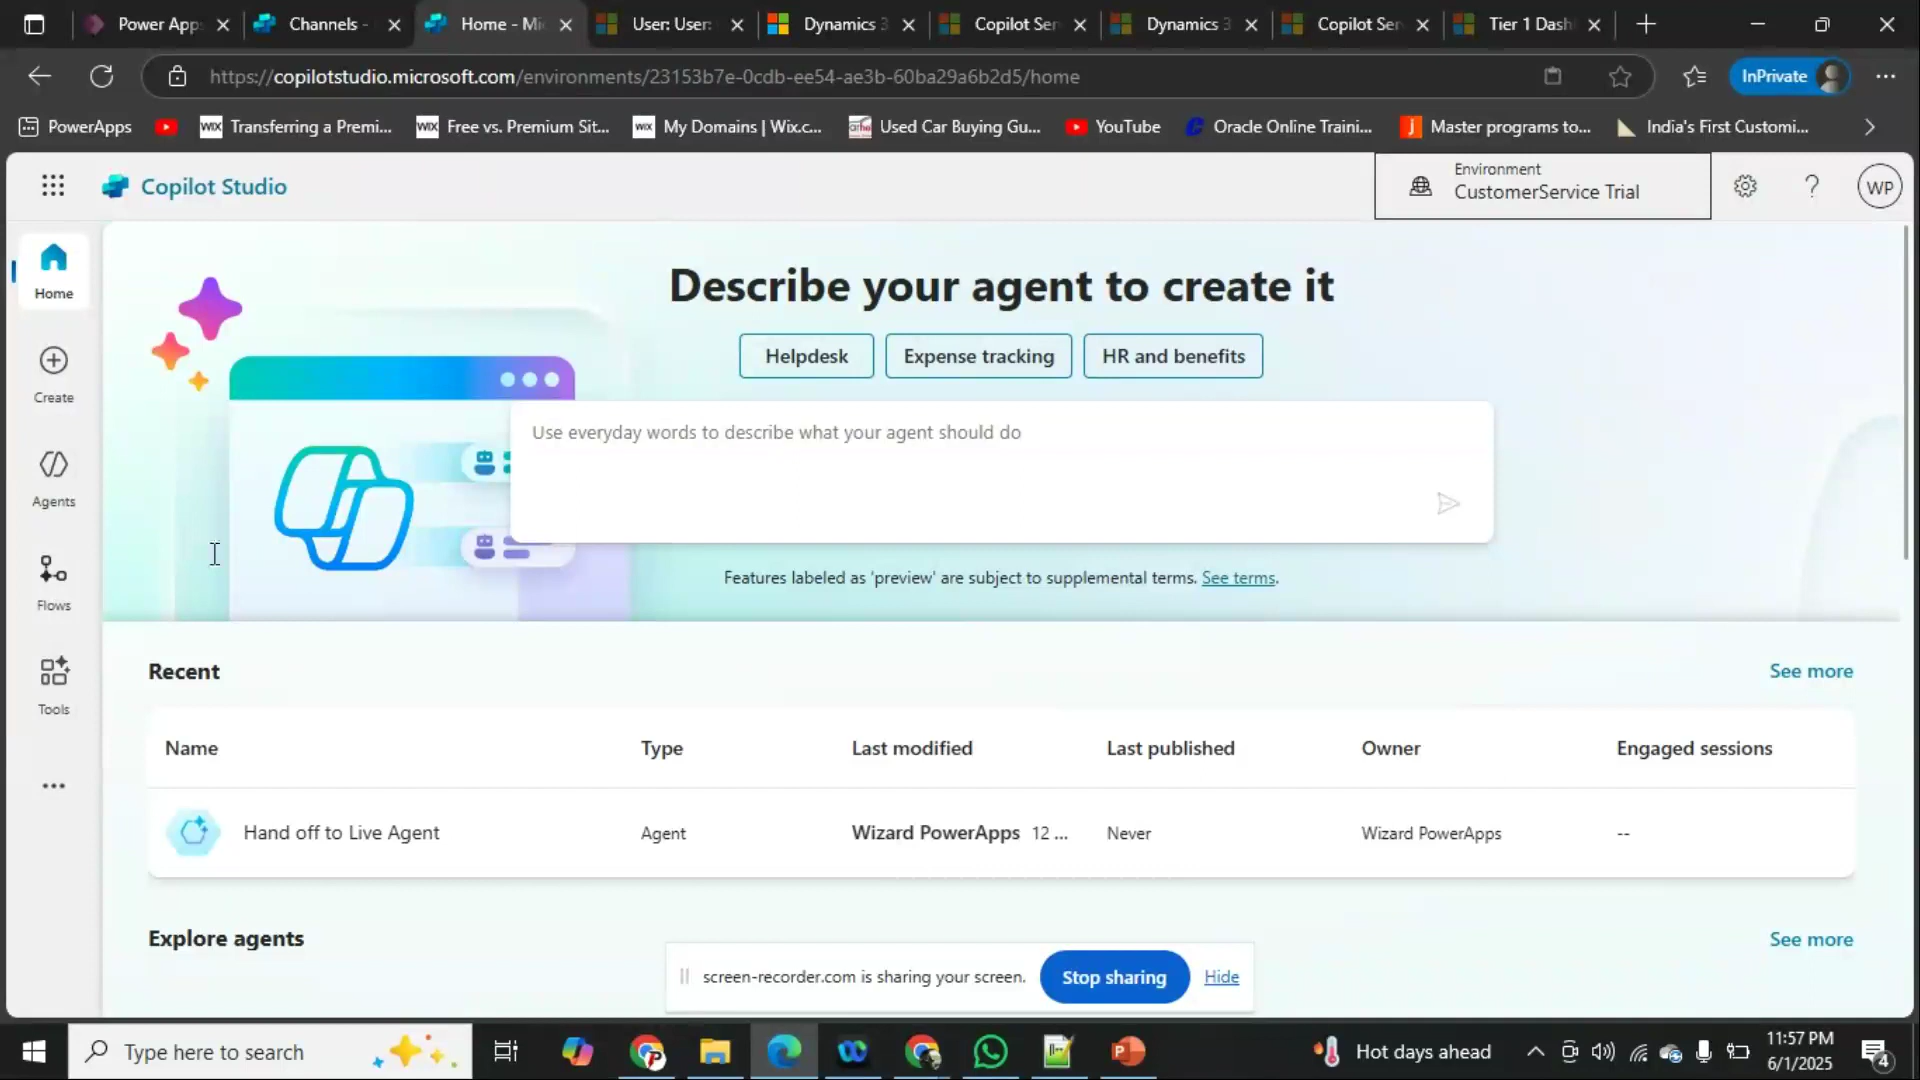 Power App
Channels -
Home - Mi
User: User:
Dynamics 3
Copilot Ser
Dynamics 3
Copilot Ser
Tier 1 Dash
https://copilotstudio.microsoft.com/environments/23153b7e-0cdb-ee54-ae3b-60ba29a6b2d5/home
InPrivate
PowerApps
WIX Transferring a Premi...
WIX Free vs. Premium Sit...
WIX My Domains | Wix.c...
Used Car Buying Gu...
YouTube
Oracle Online Traini...
Master programs to...
India's First Customi...
Copilot Studio
Environment
CustomerService Trial
WP
Home
Create
Agents
Flows
Tools
Describe your agent to create it
Helpdesk
Expense tracking
HR and benefits
Use everyday words to describe what your agent should do
Features labeled as 'preview' are subject to supplemental terms. See terms.
Recent
See more
Name Type Last modified Last published Owner Engaged sessions
Hand off to Live Agent Agent Wizard PowerApps 12 ... Never Wizard PowerApps --
Explore agents
See more
screen-recorder.com is sharing your screen.
Stop sharing
Hide
Type here to search
Hot days ahead
11:57 PM
6/1/2025
4